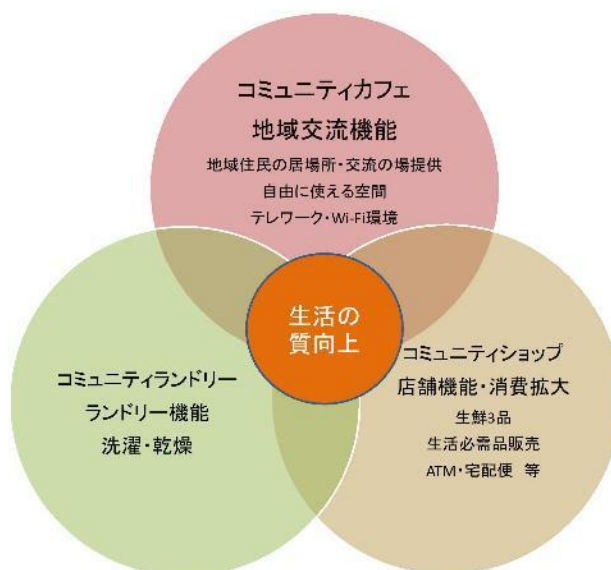 コミュニティカフェ
地域交流機能
地域住民の居場所・交流の場提供
自由に使える空間
テレワーク・Wi-Fi環境
生活の
質向上
コミュニティランドリー
ランドリー機能
洗濯・乾燥
コミュニティショップ
店舗機能・消費拡大
生鮮3品
生活必需品販売
ATM・宅配便 等